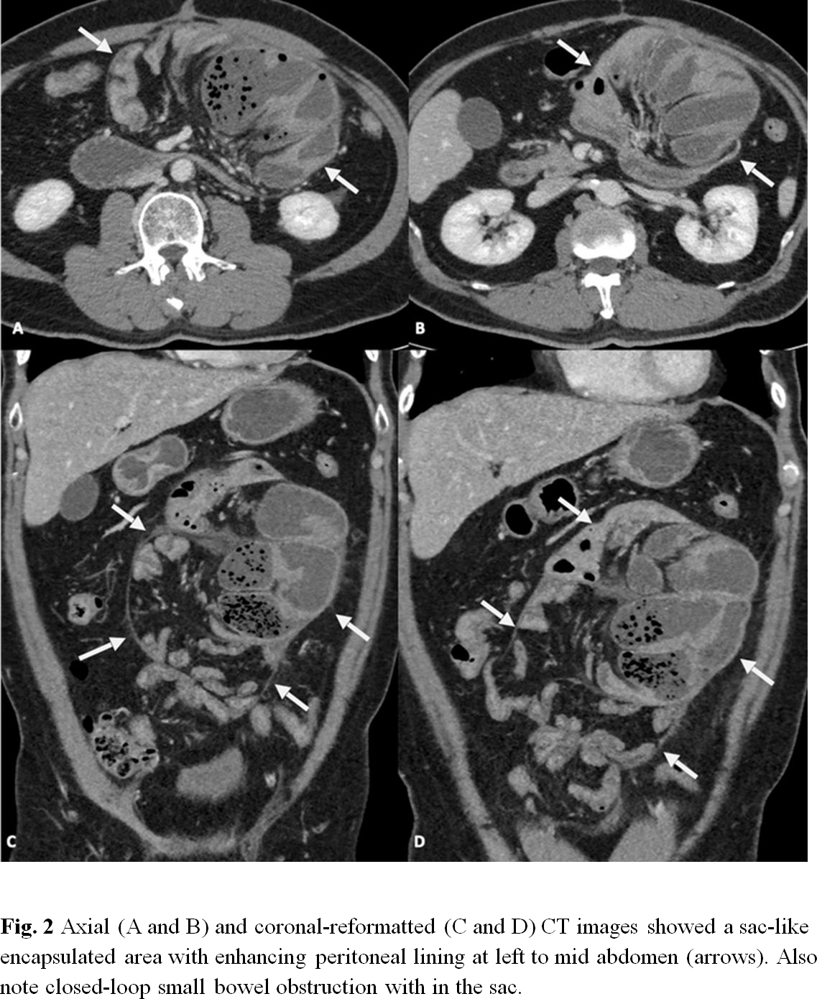 A
B
C
D
Fig. 2 Axial (A and B) and coronal-reformatted (C and D) CT images showed a sac-like
encapsulated area with enhancing peritoneal lining at left to mid abdomen (arrows). Also
note closed-loop small bowel obstruction with in the sac.